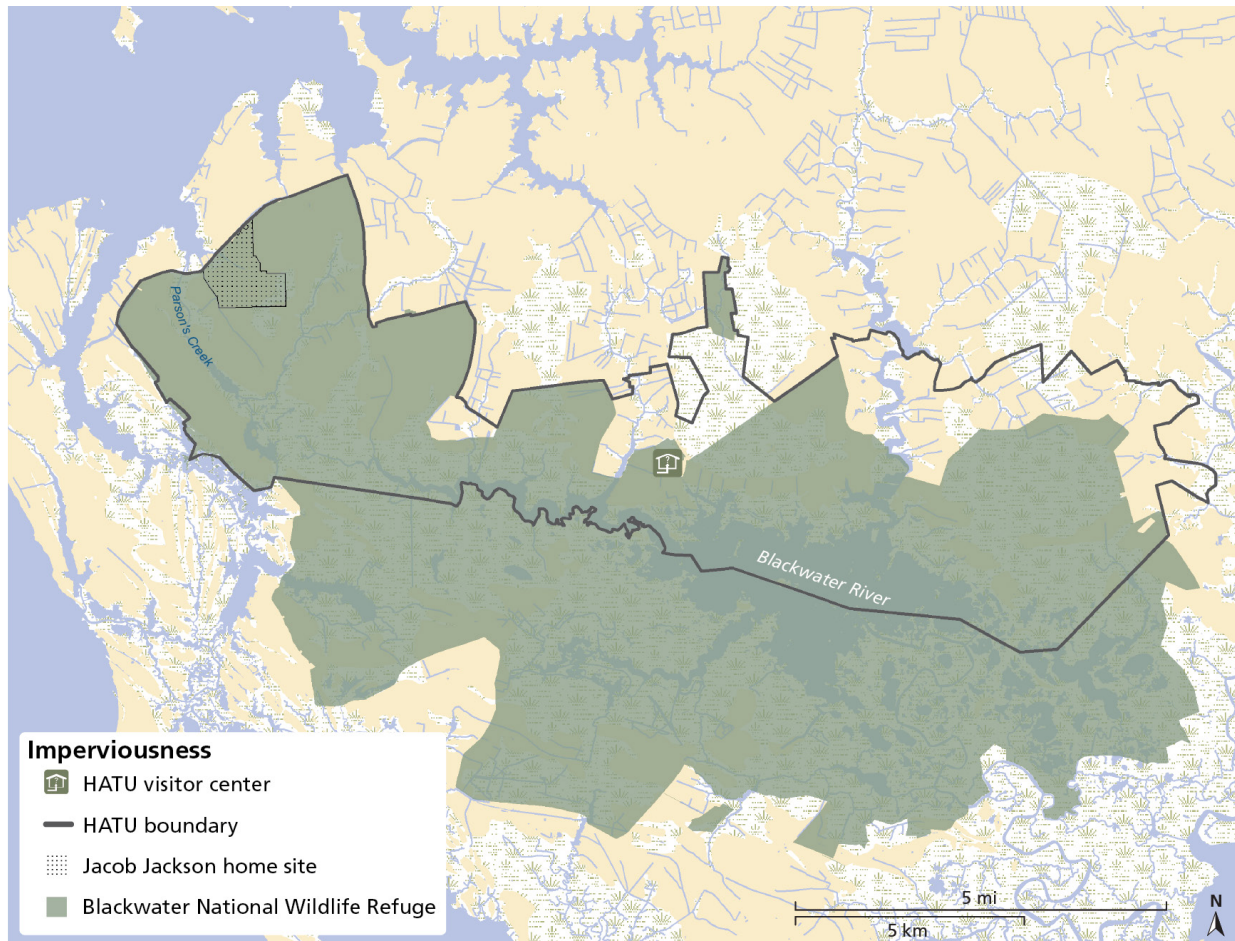 Parson's Creek
Blackwater River
Imperviousness
HATU visitor center
HATU boundary
Jacob Jackson home site
Blackwater National Wildlife Refuge
5 mi
5 km
N